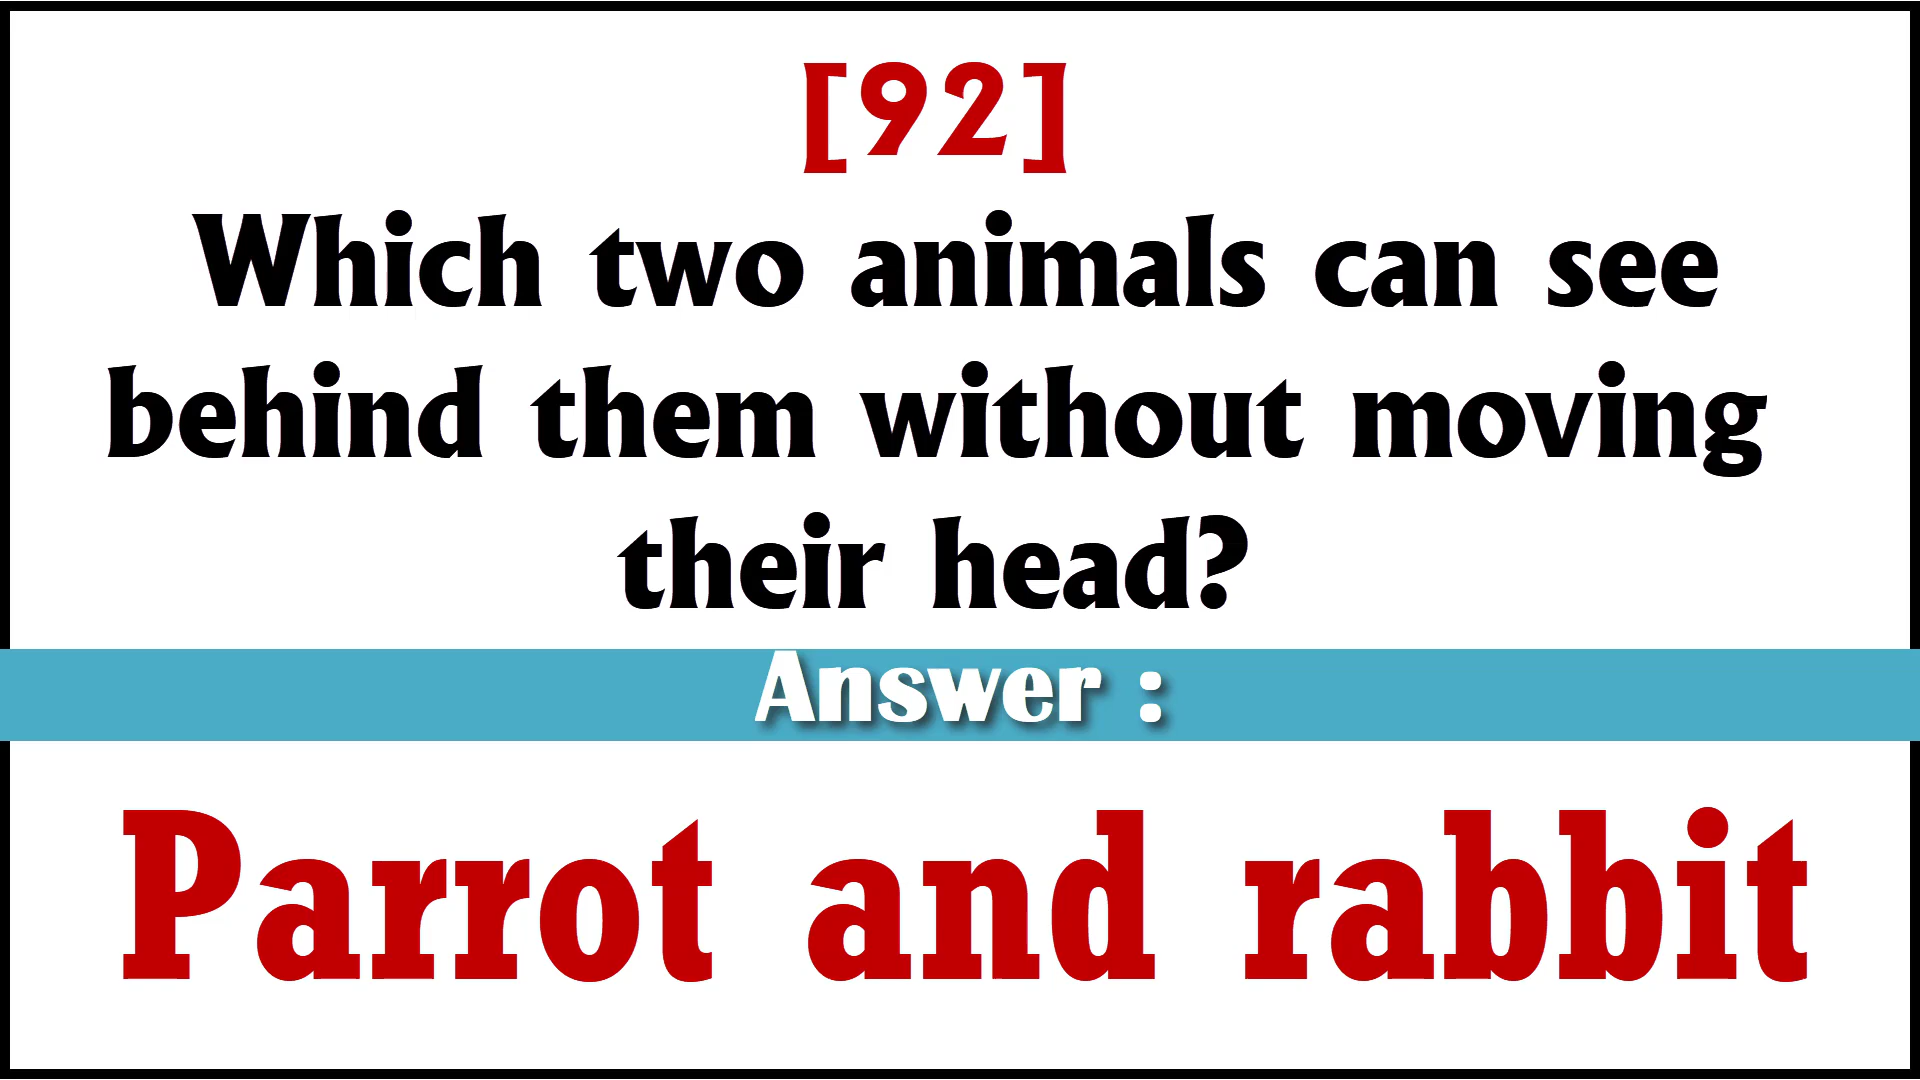 [92]
Which two animals can see
behind them without moving
their head?
Answer :
Parrot and rabbit